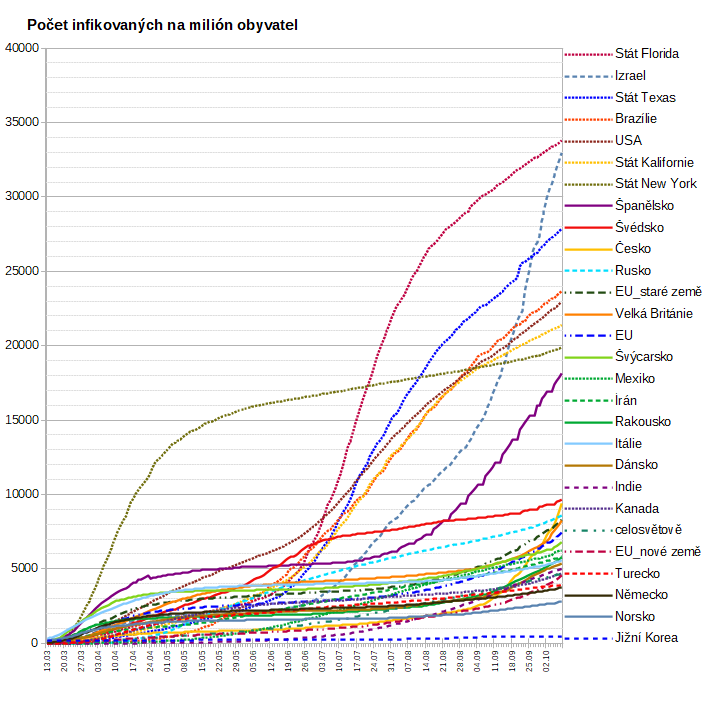 Počet infikovaných na milión obyvatel
40000
35000
30000
25000
20000
15000
10000
5000
0
13.03
20.03
27.03
03.04
10.04
17.04
24.04
01.05
08.05
15.05
22.05
29.05
05.06
12.06
19.06
26.06
03.07
10.07
17.07
24.07
31.07
07.08
14.08
21.08
28.08
04.09
11.09
18.09
25.09
02.10
Stát Florida
Izrael
Stát Texas
Brazílie
USA
Stát Kalifornie
Stát New York
Španělsko
Švédsko
Česko
Rusko
EU_staré země
Velká Británie
EU
Švýcarsko
Mexiko
Írán
Rakousko
Itálie
Dánsko
Indie
Kanada
celosvětově
EU_nové země
Turecko
Německo
Norsko
Jižní Korea